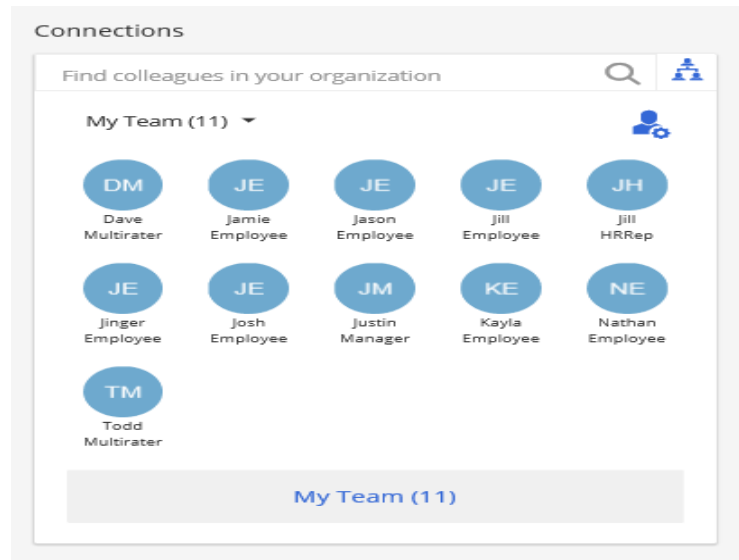 Connections
Find colleagues in your organization
My Team (11)
DM JE JE JE JH
Dave Jamie Jason Jill Jill
Multirater Employee Employee Employee HRRep
JE JE JM KE NE
Jinger Josh Justin Kayla Nathan
Employee Employee Manager Employee Employee
TM
Todd
Multirater
My Team (11)